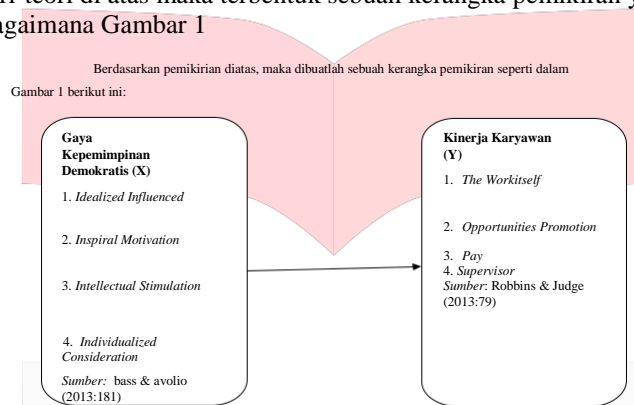 teori di atas maka terbentuk sebuah kerangka pemikiran
agaimana Gambar 1
Berdasarkan pemikirian diatas, maka dibuatlah sebuah kerangka pemikiran seperti dalam
Gambar 1 berikut ini:
Gaya
Kepemimpinan
Demokratis (X)
1. Idealized Influenced
2. Inspiral Motivation
3. Intellectual Stimulation
4. Individualized
Consideration
Sumber: bass & avolio
(2013:181)
Kinerja Karyawan
(Y)
1. The Workitself
2. Opportunities Promotion
3. Pay
4. Supervisor
Sumber: Robbins & Judge
(2013:79)